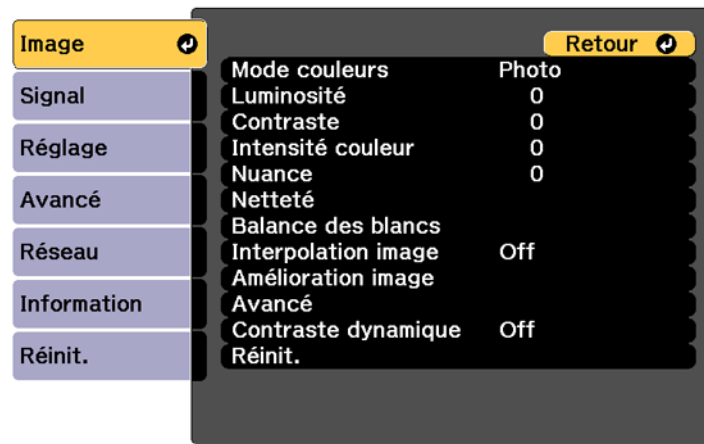 Image
Signal
Réglage
Avancé
Réseau
Information
Réinit.
Retour
Mode couleurs Photo
Luminosité 0
Contraste 0
Intensité couleur 0
Nuance 0
Netteté
Balance des blancs
Interpolation image Off
Amélioration image
Avancé
Contraste dynamique Off
Réinit.